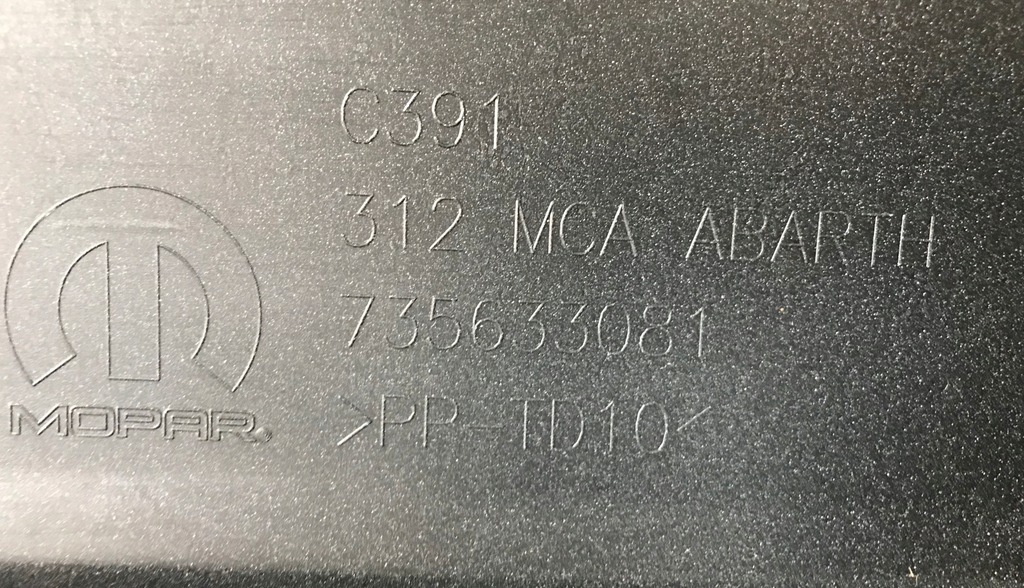 C391
312 MCA ABARTH
735633081
>PP-TD10<
MOPAR